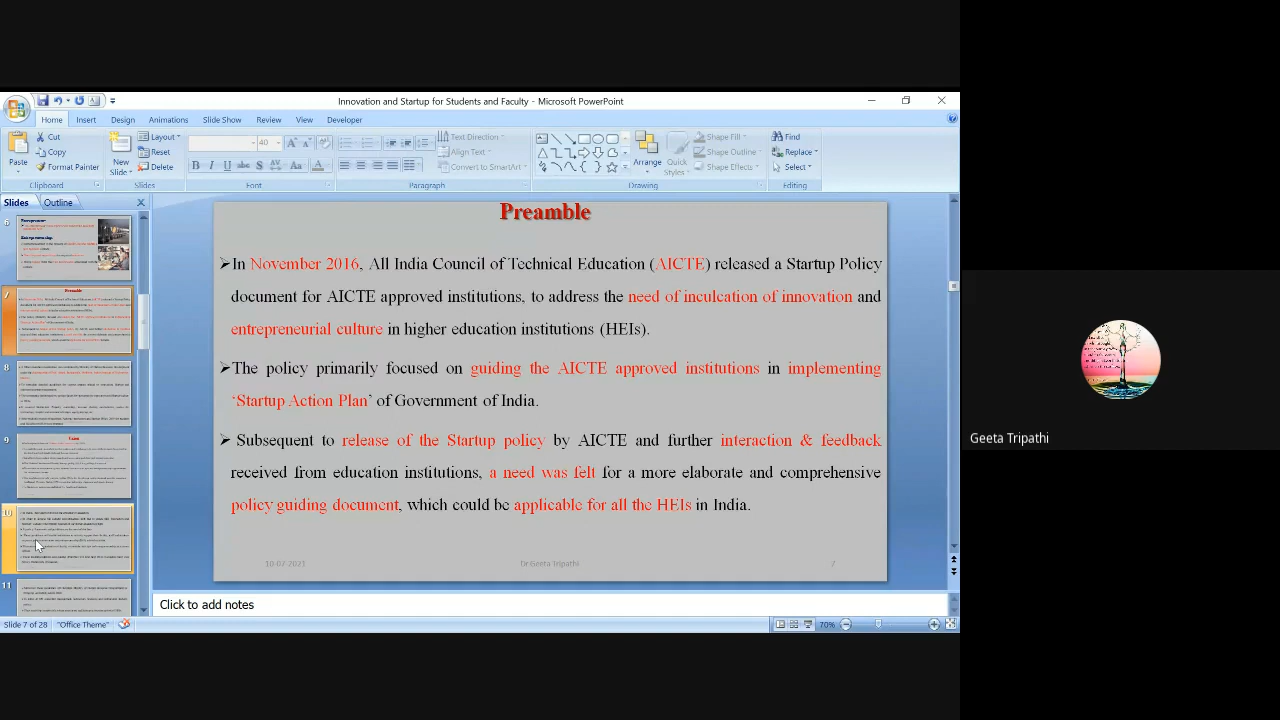 Innovation and Startup for Students and Faculty - Microsoft PowerPoint
Home Insert Design Animations Slide Show Review View Developer
Paste
Cut
Copy
Format Painter
Clipboard
New Slide
Layout
Reset
Delete
Slides
40
Font
Text Direction
Align Text
Convert to SmartArt
Paragraph
Arrange
Quick Styles
Shape Fill
Shape Outline
Shape Effects
Drawing
Find
Replace
Select
Editing
Slides Outline
6
7
8
9
10
11
Preamble
In November 2016, All India Council of Technical Education (AICTE) released a Startup Policy
document for AICTE approved institutions, to address the need of inculcation of innovation and
entrepreneurial culture in higher education institutions (HEIs).
The policy primarily focused on guiding the AICTE approved institutions in implementing
‘Startup Action Plan’ of Government of India.
Subsequent to release of the Startup policy by AICTE and further interaction & feedback
received from education institutions, a need was felt for a more elaborate and comprehensive
policy guiding document, which could be applicable for all the HEIs in India.
10-07-2021 Dr Geeta Tripathi 7
Click to add notes
Slide 7 of 28 "Office Theme" 70%
Geeta Tripathi